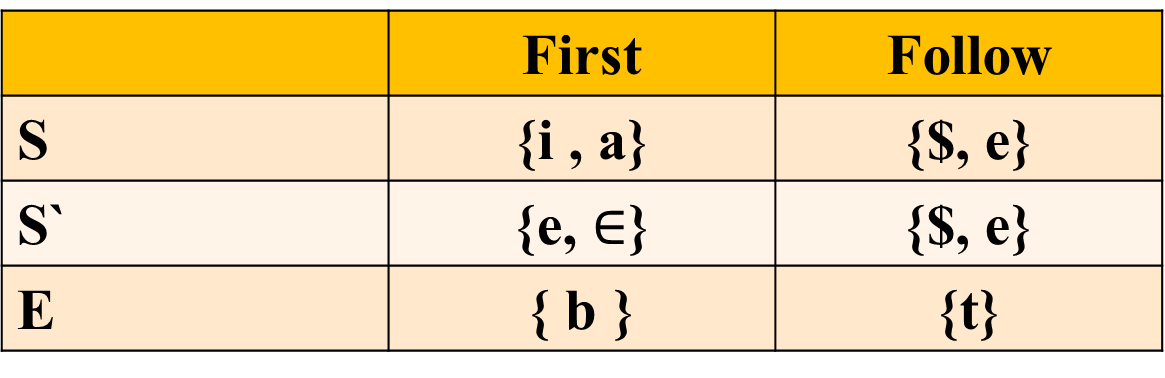 First Follow
S {i , a} {$, e}
S` {e, ∈} {$, e}
E { b } {t}